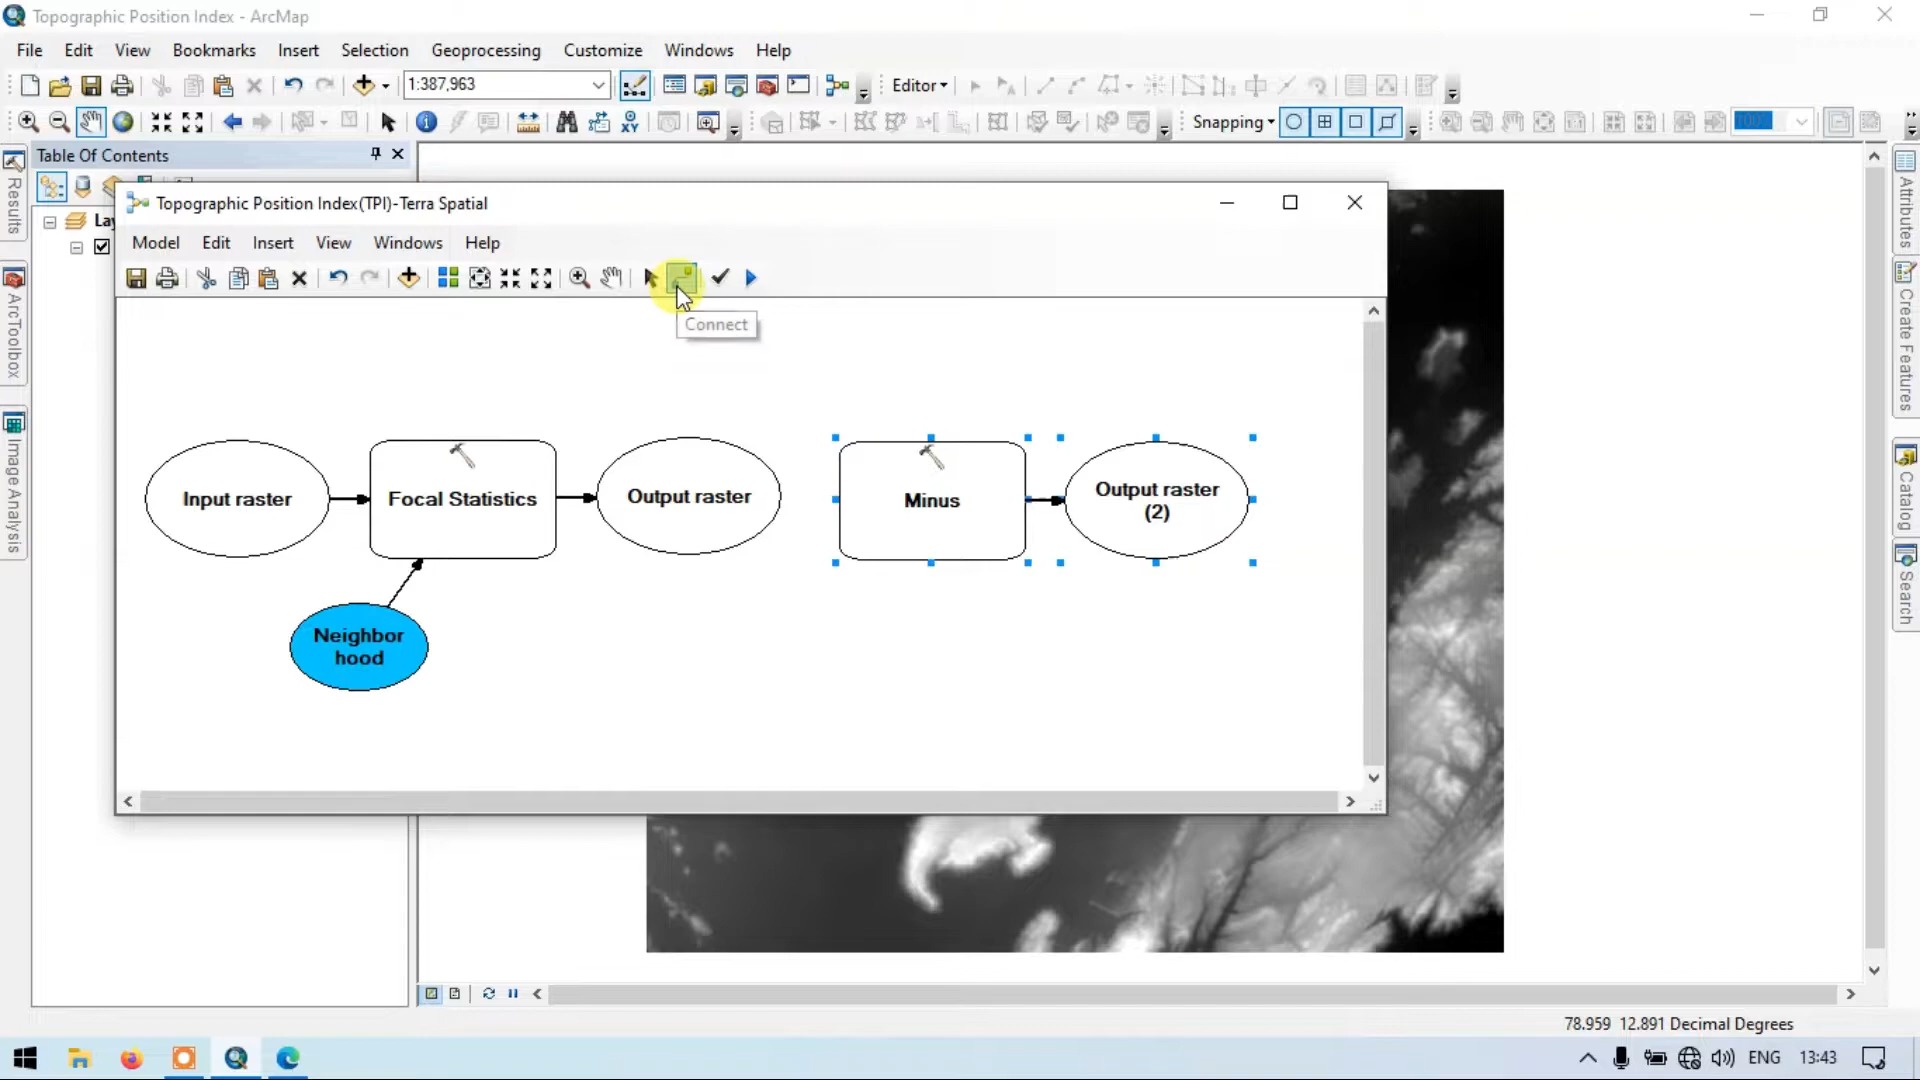 Topographic Position Index - ArcMap
File Edit View Bookmarks Insert Selection Geoprocessing Customize Windows Help
1:387,963 Editor
Snapping
Table Of Contents
Results
ArcToolbox
Image Analysis
Lay
Topographic Position Index(TPI)-Terra Spatial
Model Edit Insert View Windows Help
Connect
Input raster
Focal Statistics
Output raster
Minus
Output raster
(2)
Neighbor
hood
Attributes
Create Features
Catalog
Search
78.959 12.891 Decimal Degrees
ENG 13:43